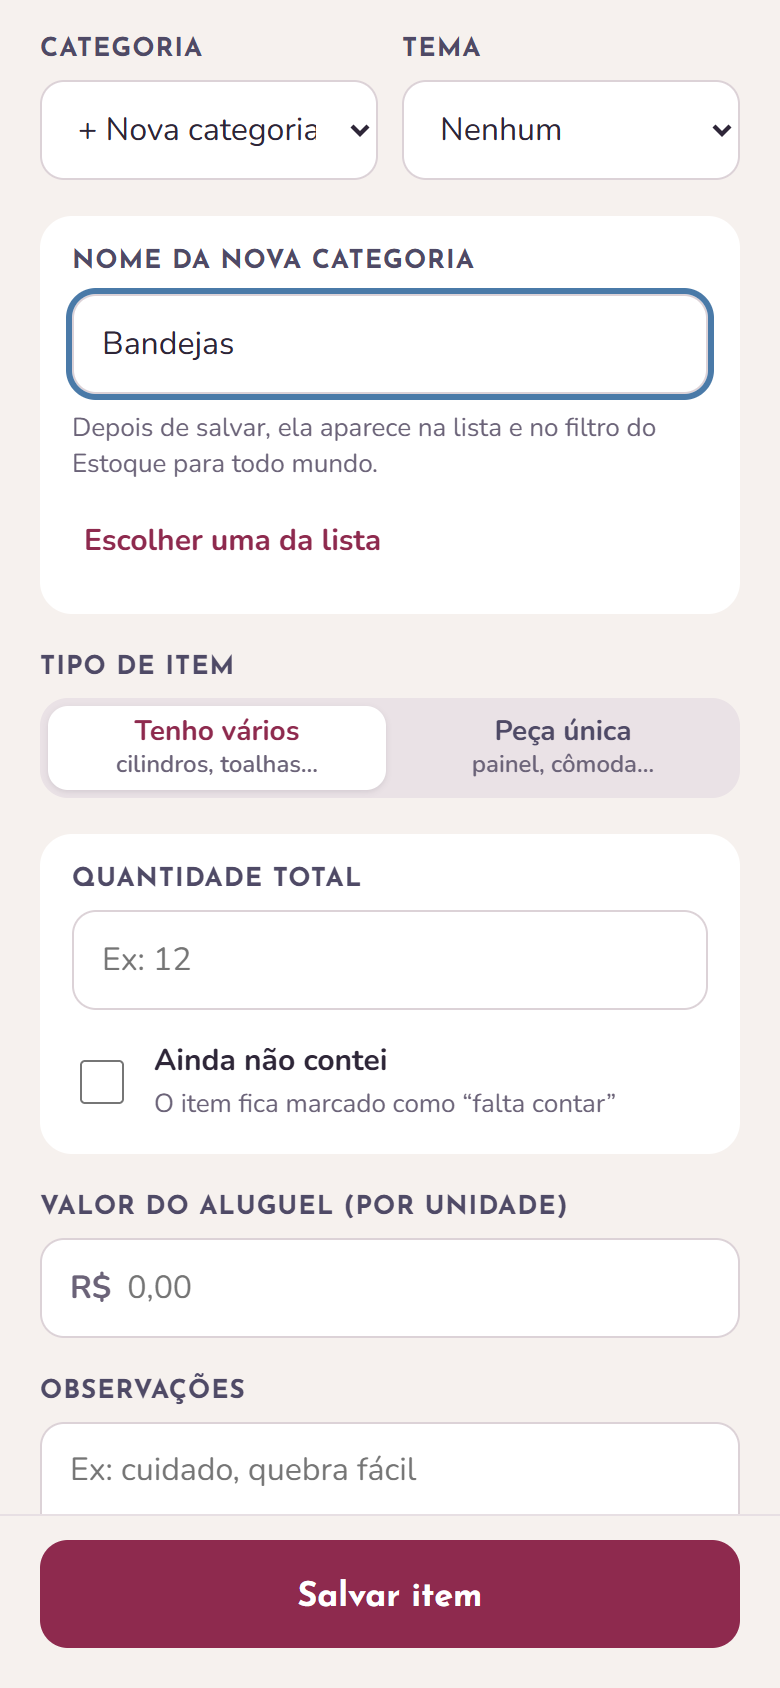 CATEGORIA
TEMA
+ Nova categoria
Nenhum
NOME DA NOVA CATEGORIA
Bandejas
Depois de salvar, ela aparece na lista e no filtro do
Estoque para todo mundo.
Escolher uma da lista
TIPO DE ITEM
Tenho vários
cilindros, toalhas...
Peça única
painel, cômoda...
QUANTIDADE TOTAL
Ex: 12
Ainda não contei
O item fica marcado como “falta contar”
VALOR DO ALUGUEL (POR UNIDADE)
R$ 0,00
OBSERVAÇÕES
Ex: cuidado, quebra fácil
Salvar item